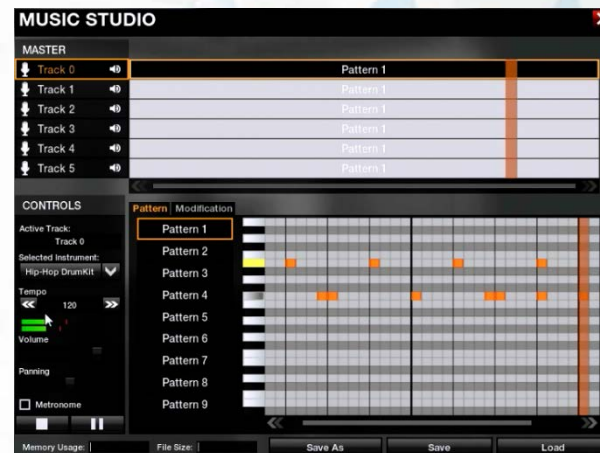 MUSIC STUDIO
MASTER
Track 0 Pattern 1
Track 1 Pattern 1
Track 2 Pattern 1
Track 3 Pattern 1
Track 4 Pattern 1
Track 5 Pattern 1
CONTROLS
Active Track:
Track 0
Selected Instrument:
Hip-Hop DrumKit
Tempo
120
Volume
Panning
Metronome
Pattern Modification
Pattern 1
Pattern 2
Pattern 3
Pattern 4
Pattern 5
Pattern 6
Pattern 7
Pattern 8
Pattern 9
Memory Usage: File Size: Save As Save Load